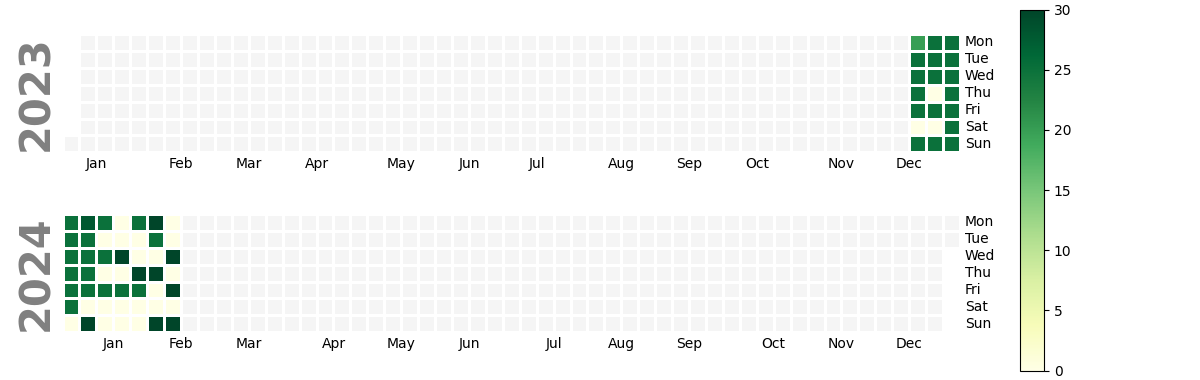 2023
Mon
Tue
Wed
Thu
Fri
Sat
Sun
Jan Feb Mar Apr May Jun Jul Aug Sep Oct Nov Dec
2024
Mon
Tue
Wed
Thu
Fri
Sat
Sun
Jan Feb Mar Apr May Jun Jul Aug Sep Oct Nov Dec
30
25
20
15
10
5
0